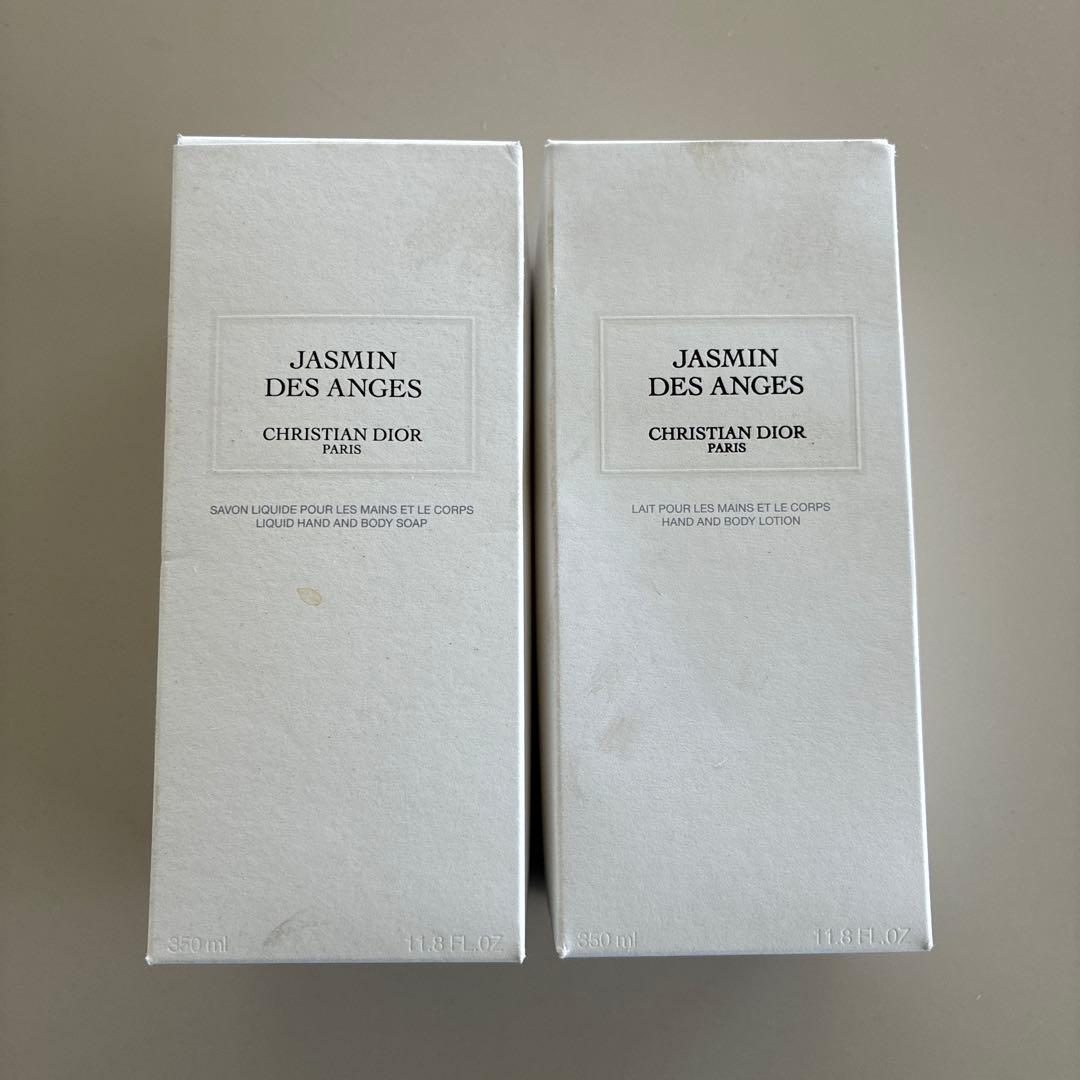 JASMIN
DES ANGES
CHRISTIAN DIOR
PARIS
SAVON LIQUIDE POUR LES MAINS ET LE CORPS
LIQUID HAND AND BODY SOAP
350 ml
11.8 FL.OZ
JASMIN
DES ANGES
CHRISTIAN DIOR
PARIS
LAIT POUR LES MAINS ET LE CORPS
HAND AND BODY LOTION
350 ml
11.8 FL.OZ